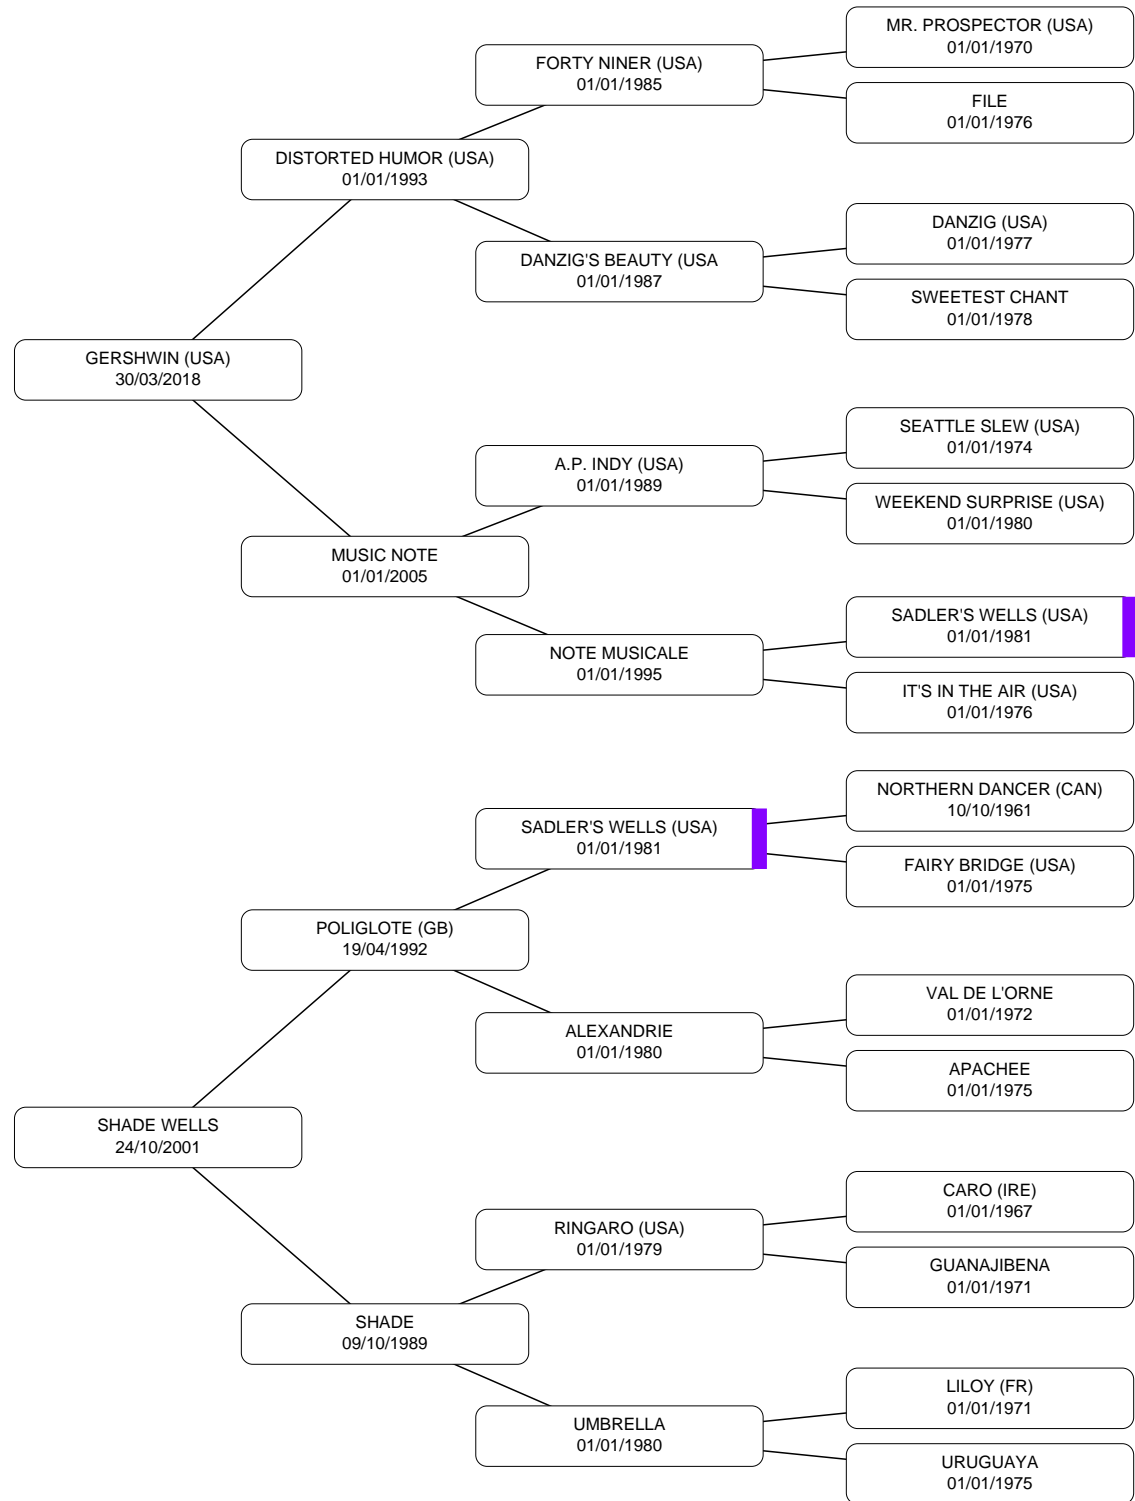 MR. PROSPECTOR (USA)
01/01/1970
FORTY NINER (USA)
01/01/1985
FILE
01/01/1976
DISTORTED HUMOR (USA)
01/01/1993
DANZIG (USA)
01/01/1977
DANZIG'S BEAUTY (USA
01/01/1987
SWEETEST CHANT
01/01/1978
GERSHWIN (USA)
30/03/2018
SEATTLE SLEW (USA)
01/01/1974
A.P. INDY (USA)
01/01/1989
WEEKEND SURPRISE (USA)
01/01/1980
MUSIC NOTE
01/01/2005
SADLER'S WELLS (USA)
01/01/1981
NOTE MUSICALE
01/01/1995
IT'S IN THE AIR (USA)
01/01/1976
NORTHERN DANCER (CAN)
10/10/1961
SADLER'S WELLS (USA)
01/01/1981
FAIRY BRIDGE (USA)
01/01/1975
POLIGLOTE (GB)
19/04/1992
VAL DE L'ORNE
01/01/1972
ALEXANDRIE
01/01/1980
APACHEE
01/01/1975
SHADE WELLS
24/10/2001
CARO (IRE)
01/01/1967
RINGARO (USA)
01/01/1979
GUANAJIBENA
01/01/1971
SHADE
09/10/1989
LILOY (FR)
01/01/1971
UMBRELLA
01/01/1980
URUGUAYA
01/01/1975